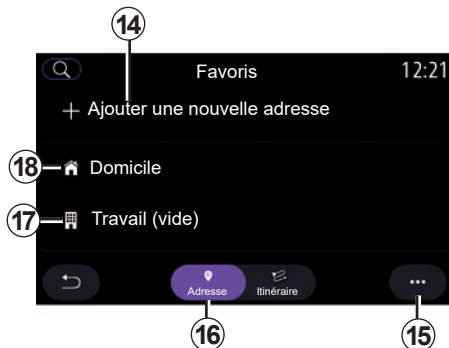 14
Favoris 12:21
+ Ajouter une nouvelle adresse
18 Domicile
17 Travail (vide)
Adresse Itinéraire
16 15